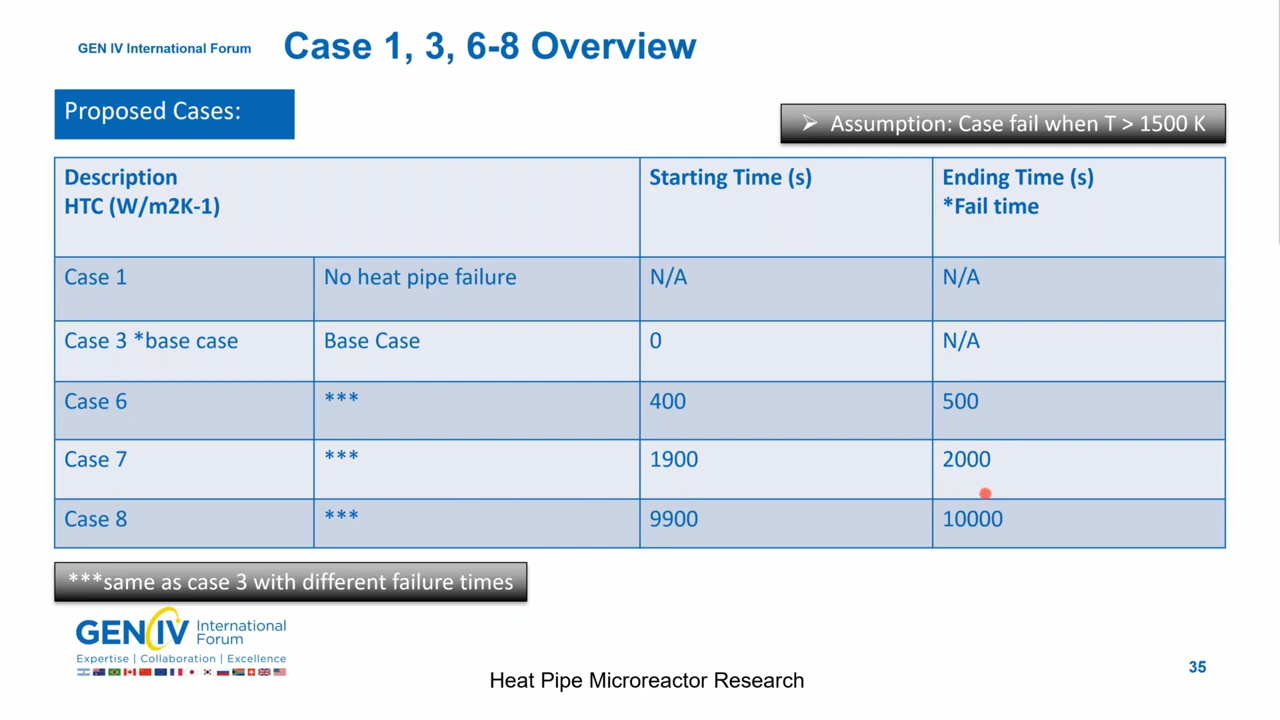 GEN IV International Forum
Case 1, 3, 6-8 Overview
Proposed Cases:
➢ Assumption: Case fail when T > 1500 K
Description
HTC (W/m2K-1)
Starting Time (s)
Ending Time (s)
*Fail time
Case 1
No heat pipe failure
N/A
N/A
Case 3 *base case
Base Case
0
N/A
Case 6
***
400
500
Case 7
***
1900
2000
Case 8
***
9900
10000
***same as case 3 with different failure times
GEN IV International
Forum
Expertise | Collaboration | Excellence
Heat Pipe Microreactor Research
35